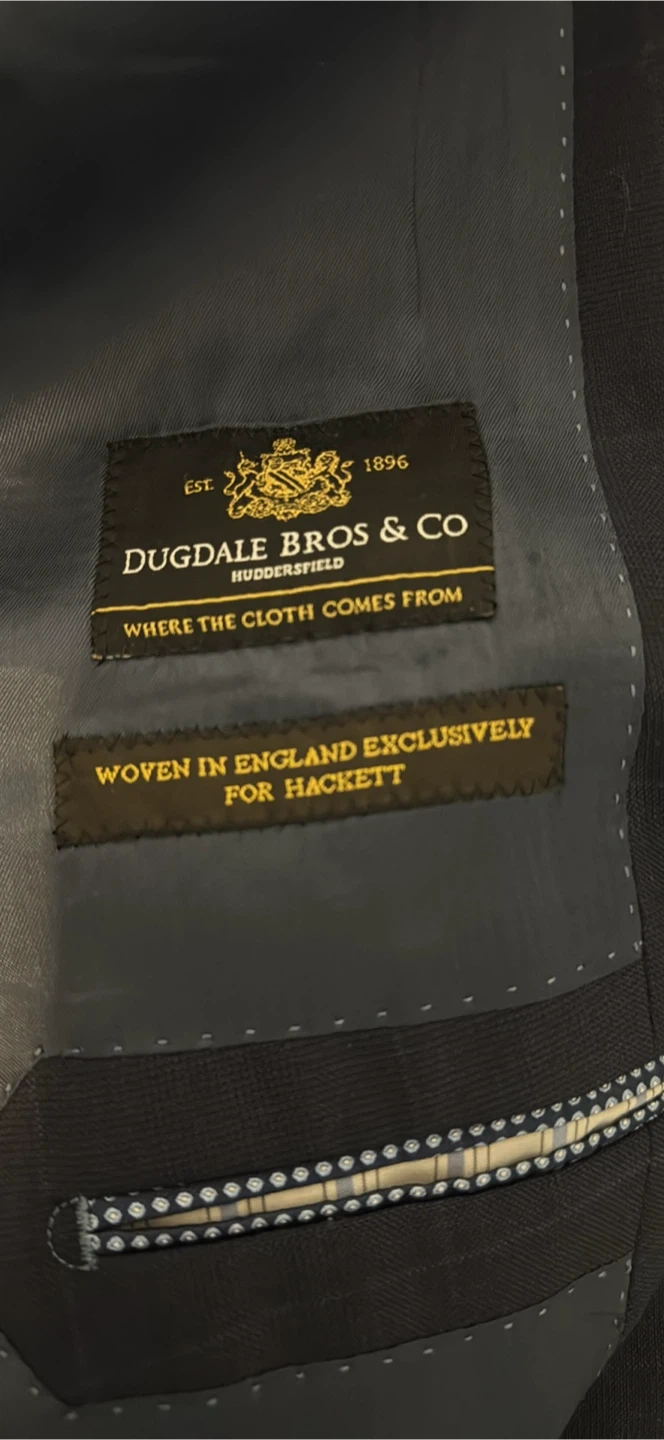 EST. 1896
DUGDALE BROS & CO
HUDDERSFIELD
WHERE THE CLOTH COMES FROM
WOVEN IN ENGLAND EXCLUSIVELY
FOR HACKETT